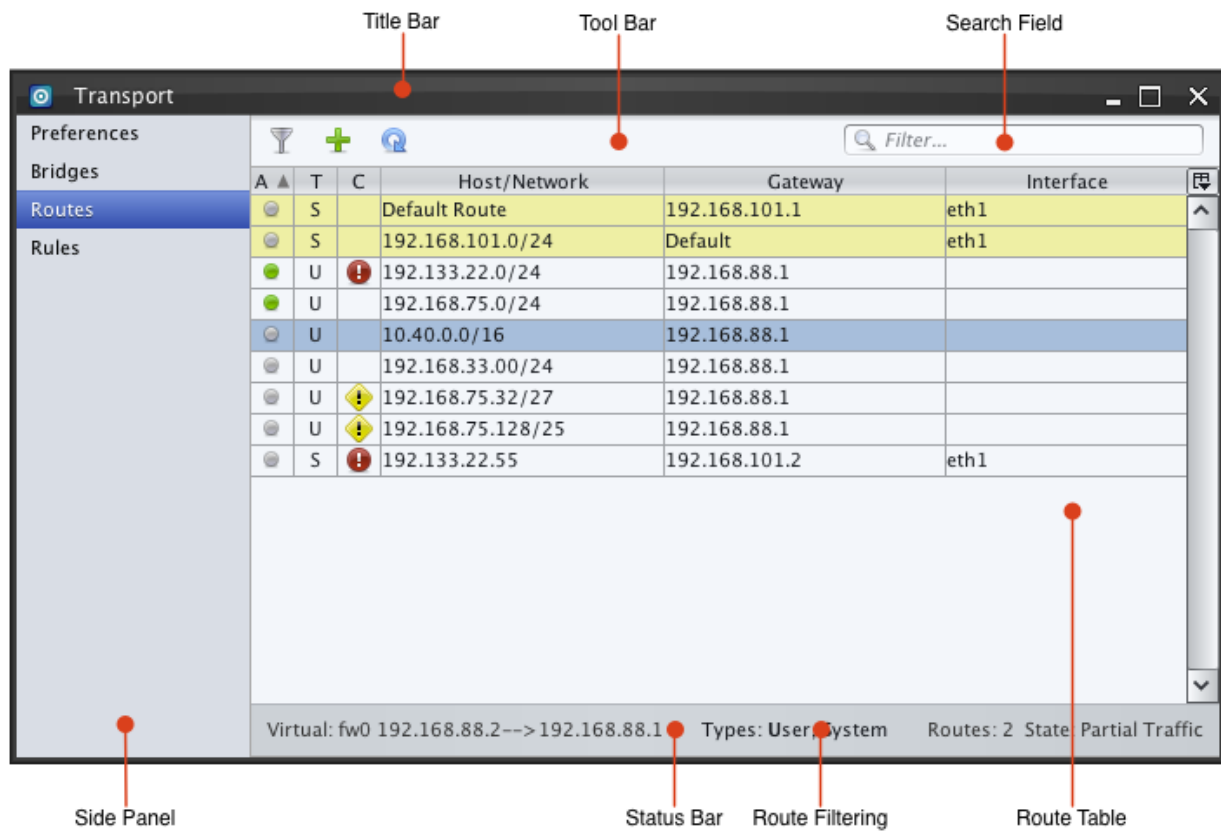 Title Bar Tool Bar Search Field
Transport
Preferences
Bridges
Routes
Rules
Filter...
A T C Host/Network Gateway Interface
S Default Route 192.168.101.1 eth1
S 192.168.101.0/24 Default eth1
U 192.133.22.0/24 192.168.88.1
U 192.168.75.0/24 192.168.88.1
U 10.40.0.0/16 192.168.88.1
U 192.168.33.00/24 192.168.88.1
U 192.168.75.32/27 192.168.88.1
U 192.168.75.128/25 192.168.88.1
S 192.133.22.55 192.168.101.2 eth1
Virtual: fw0 192.168.88.2-->192.168.88.1 Types: User, System Routes: 2 State: Partial Traffic
Side Panel Status Bar Route Filtering Route Table